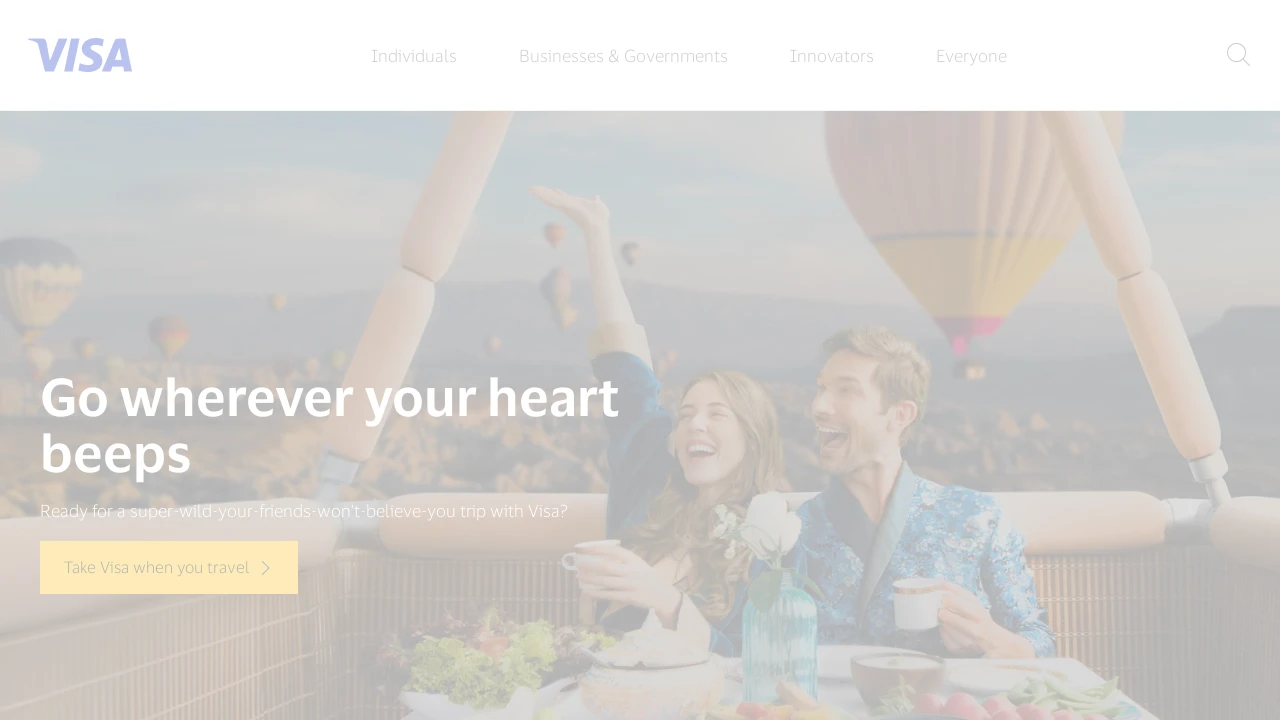 VISA
Individuals
Businesses & Governments
Innovators
Everyone
Go wherever your heart
beeps
Ready for a super-wild-your-friends-won't-believe-you trip with Visa?
Take Visa when you travel